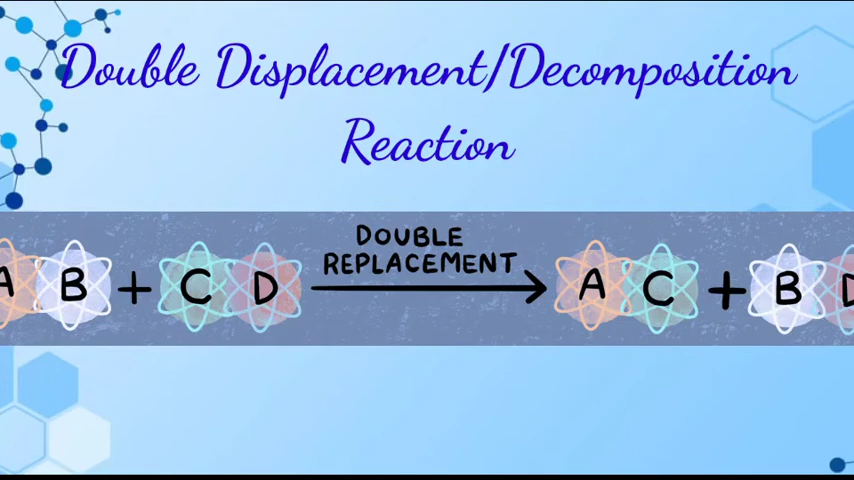 Double Displacement/Decomposition
Reaction
DOUBLE
REPLACEMENT
A B + C D → A C + B D